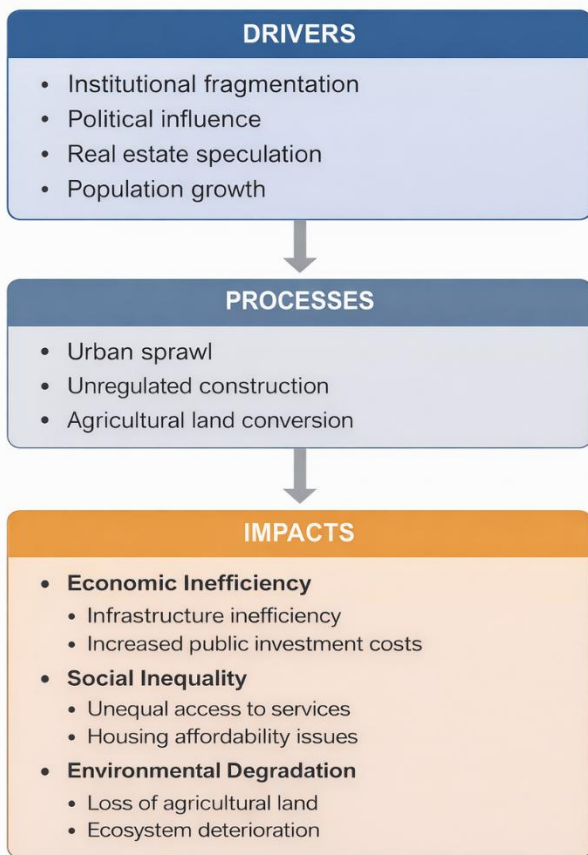 DRIVERS
• Institutional fragmentation
• Political influence
• Real estate speculation
• Population growth
PROCESSES
• Urban sprawl
• Unregulated construction
• Agricultural land conversion
IMPACTS
• Economic Inefficiency
• Infrastructure inefficiency
• Increased public investment costs
• Social Inequality
• Unequal access to services
• Housing affordability issues
• Environmental Degradation
• Loss of agricultural land
• Ecosystem deterioration